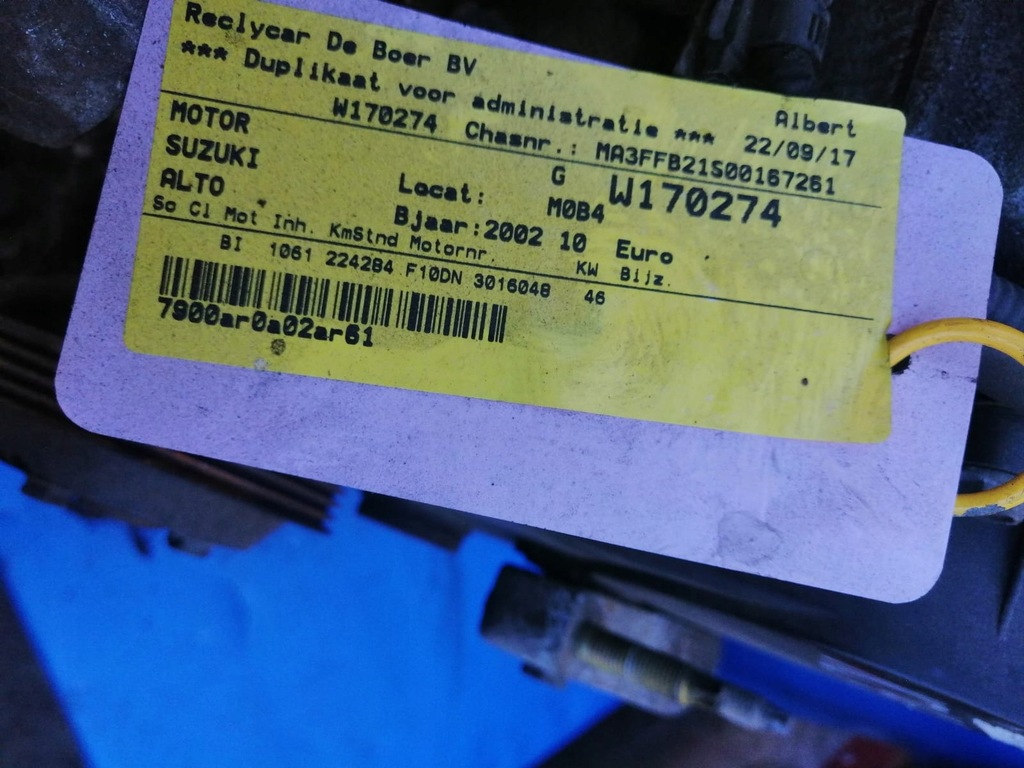 Reclycar De Boer BV
*** Duplikaat voor administratie *** Albert 22/09/17
MOTOR W170274 Chasnr.: MA3FFB21S00167261
SUZUKI G W170274
ALTO Locat: M0B4
Bjaar:2002 10 Euro
So Cl Mot Inh. KmStnd Motornr. KW Bijz.
BI 1061 224284 F10DN 3016048 46
7900ar0a02ar61